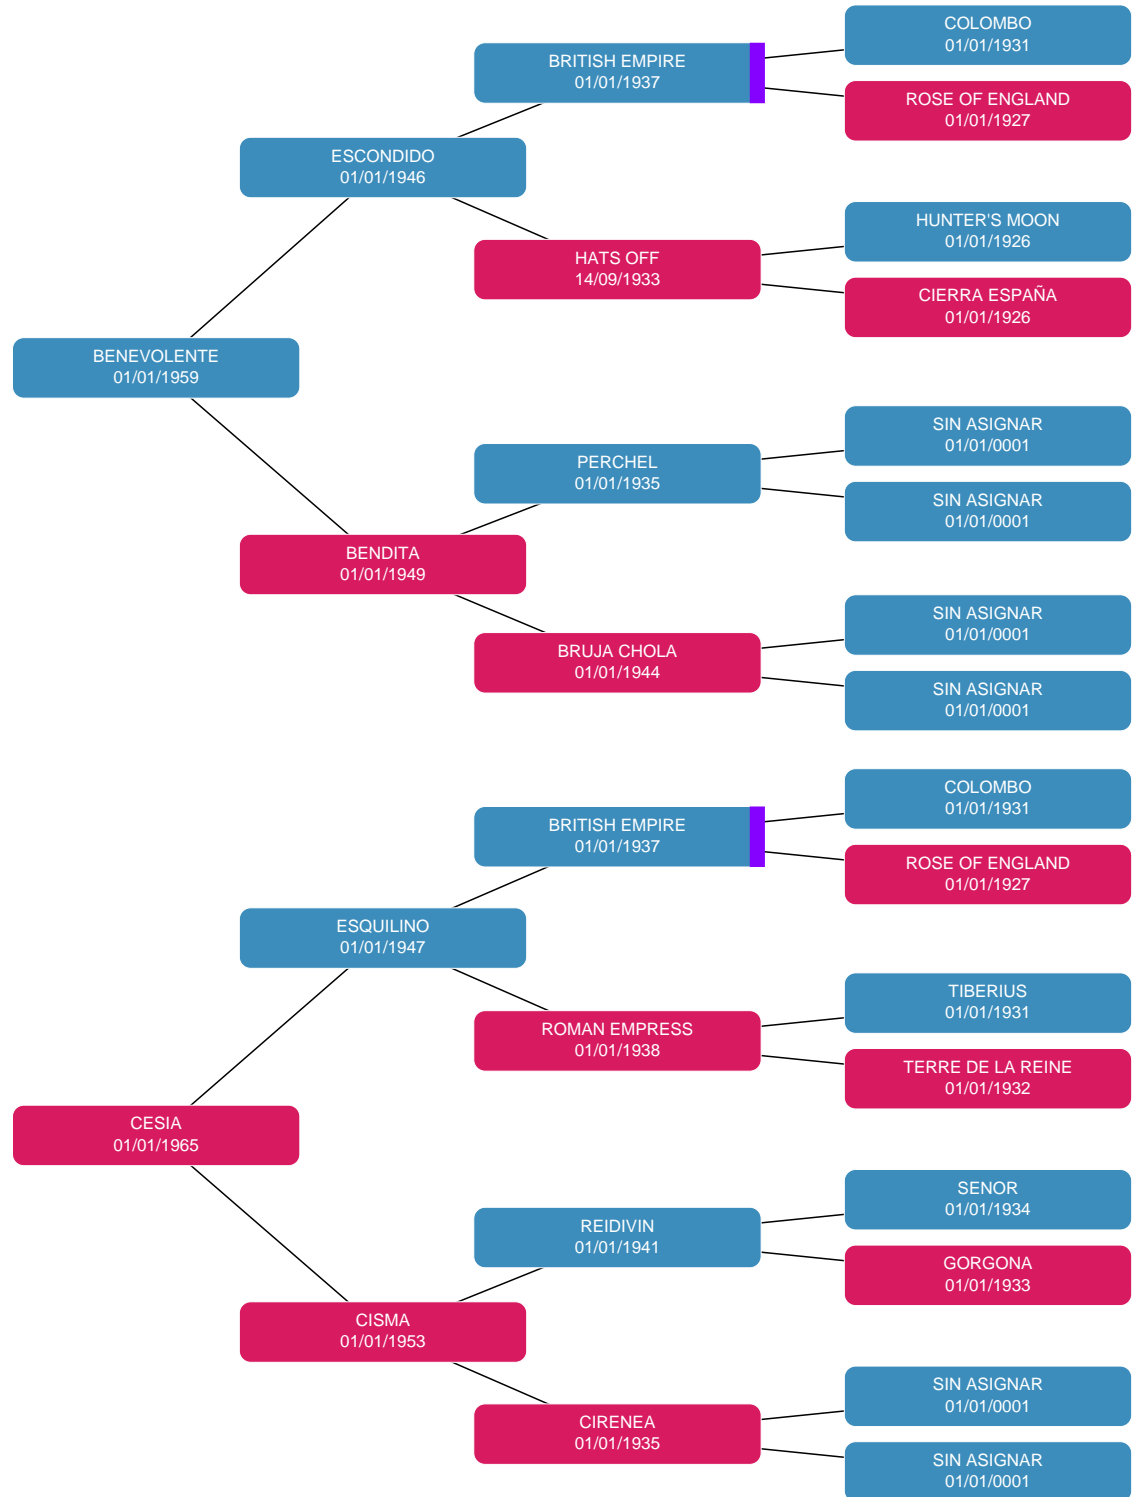 COLOMBO
01/01/1931
BRITISH EMPIRE
01/01/1937
ROSE OF ENGLAND
01/01/1927
ESCONDIDO
01/01/1946
HUNTER'S MOON
01/01/1926
HATS OFF
14/09/1933
CIERRA ESPAÑA
01/01/1926
BENEVOLENTE
01/01/1959
SIN ASIGNAR
01/01/0001
PERCHEL
01/01/1935
SIN ASIGNAR
01/01/0001
BENDITA
01/01/1949
SIN ASIGNAR
01/01/0001
BRUJA CHOLA
01/01/1944
SIN ASIGNAR
01/01/0001
COLOMBO
01/01/1931
BRITISH EMPIRE
01/01/1937
ROSE OF ENGLAND
01/01/1927
ESQUILINO
01/01/1947
TIBERIUS
01/01/1931
ROMAN EMPRESS
01/01/1938
TERRE DE LA REINE
01/01/1932
CESIA
01/01/1965
SENOR
01/01/1934
REIDIVIN
01/01/1941
GORGONA
01/01/1933
CISMA
01/01/1953
SIN ASIGNAR
01/01/0001
CIRENEA
01/01/1935
SIN ASIGNAR
01/01/0001